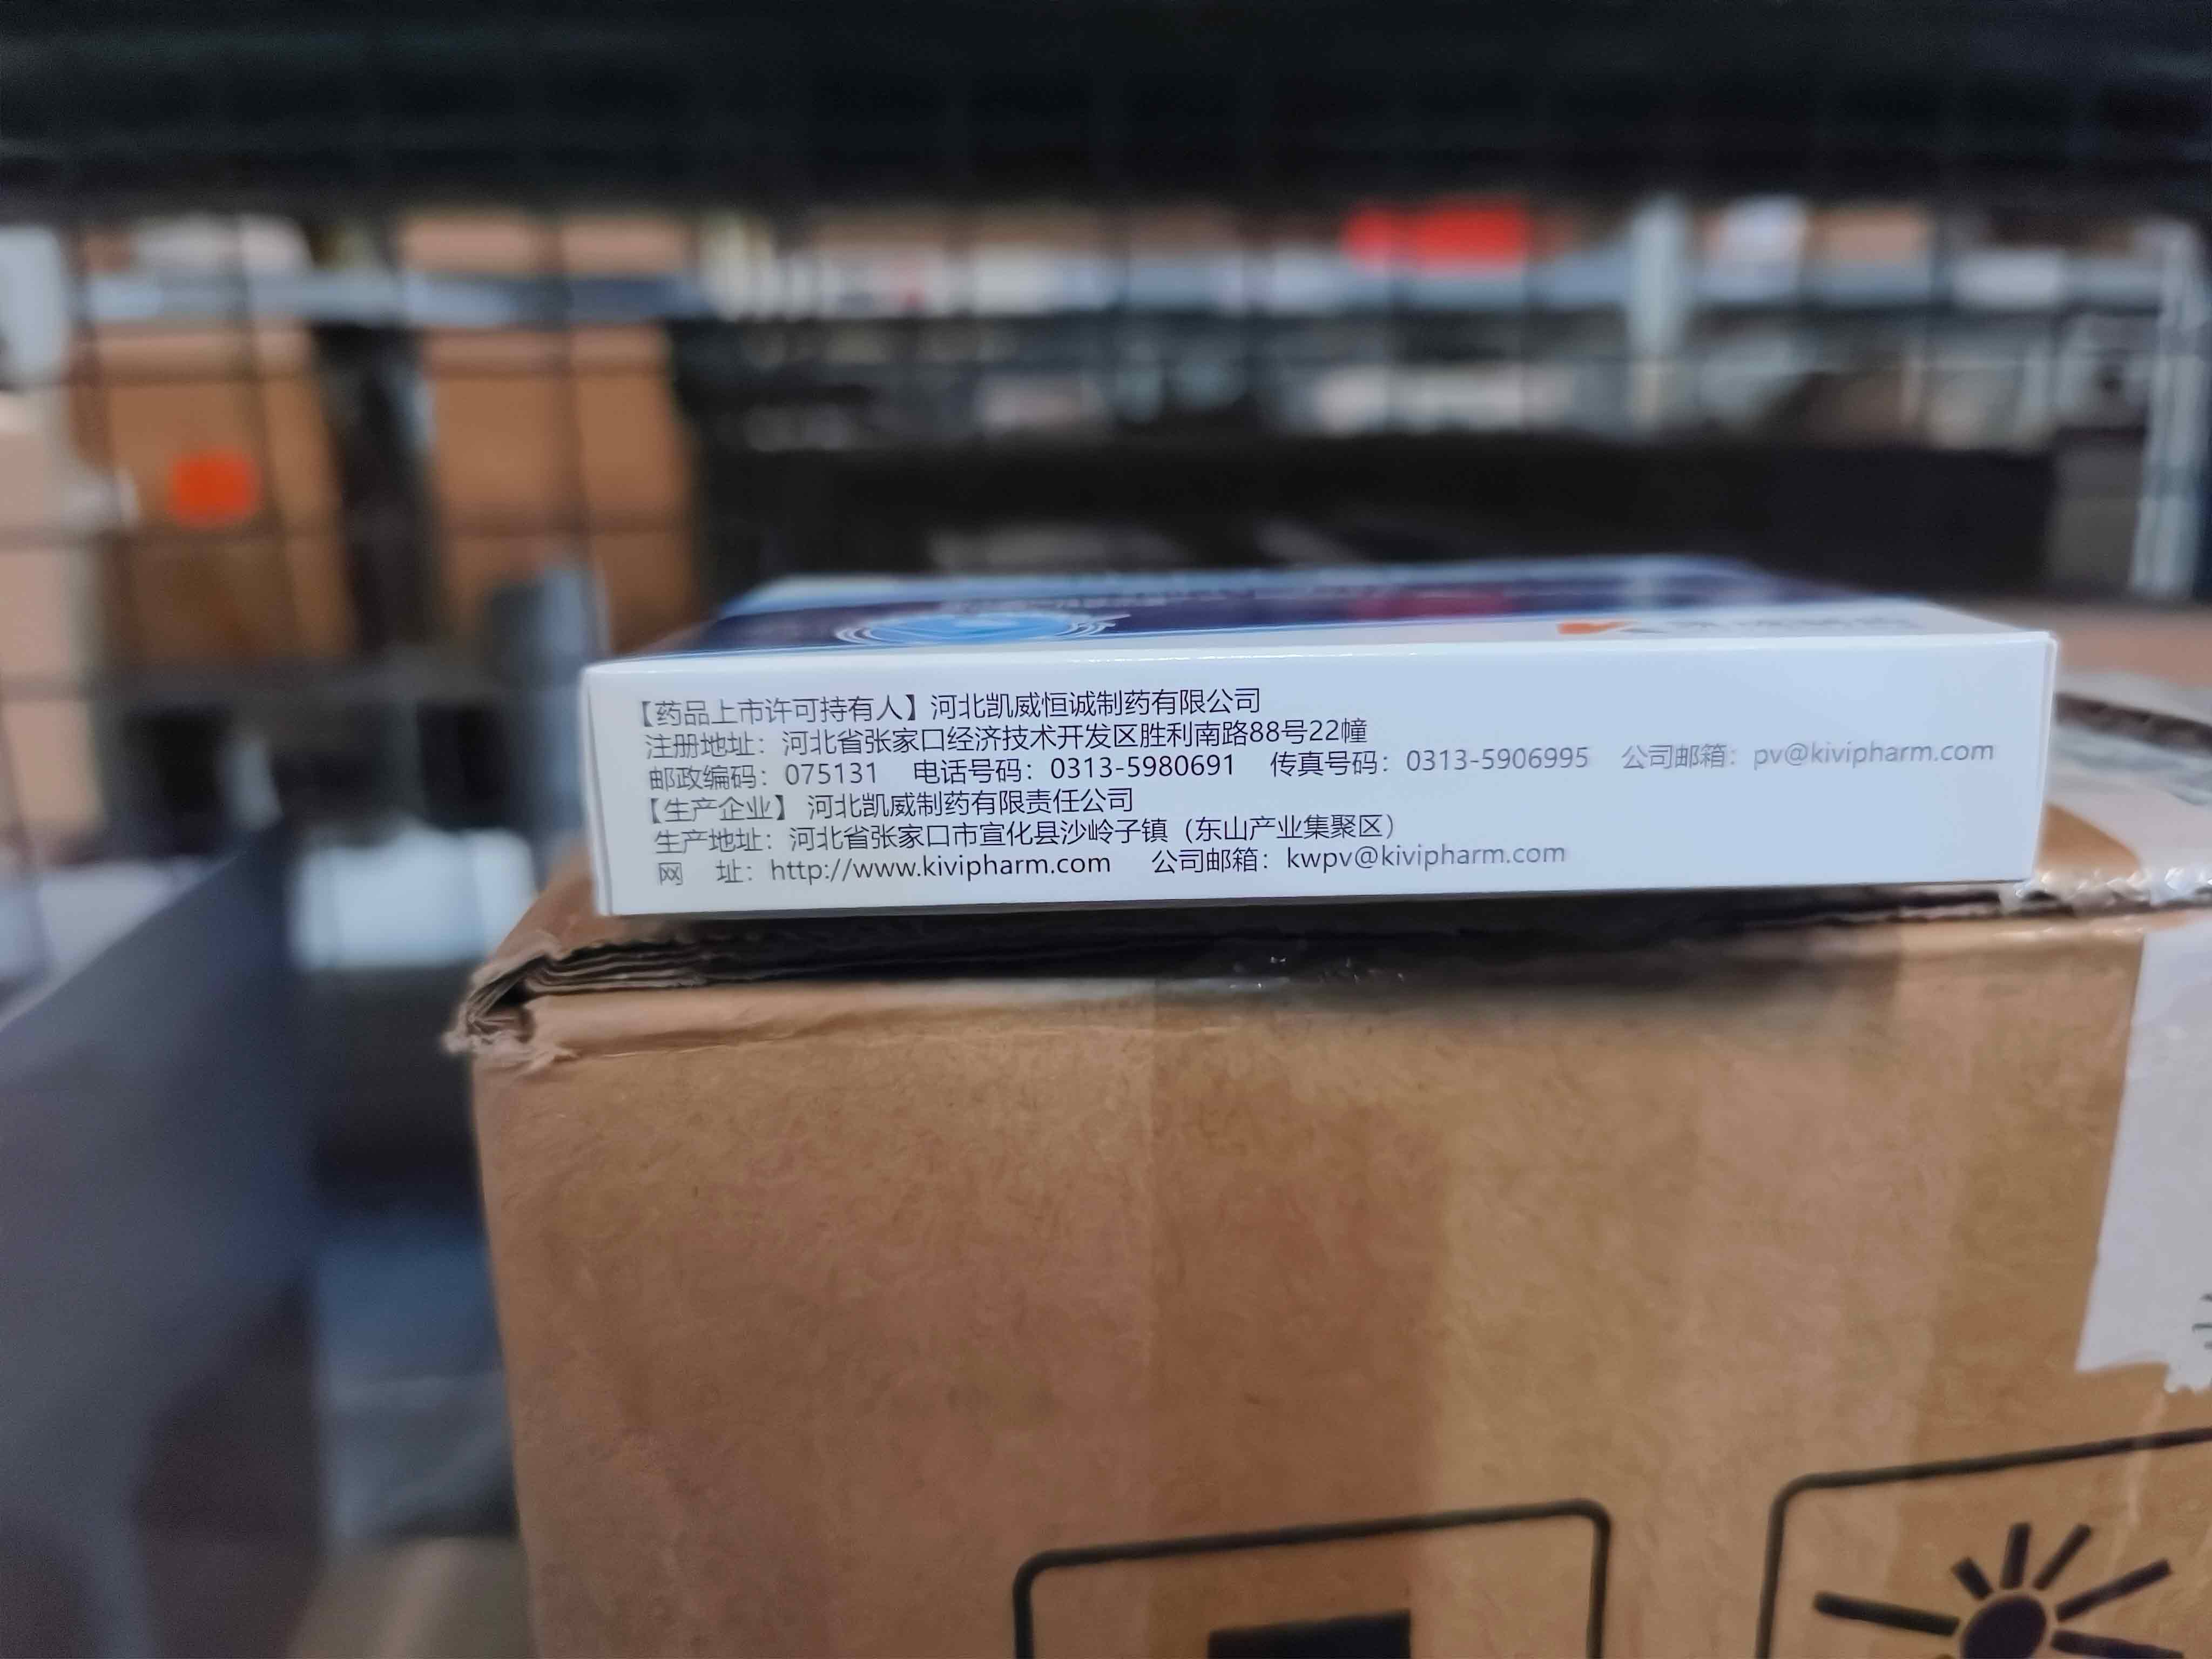 【药品上市许可持有人】河北凯威恒诚制药有限公司
注册地址：河北省张家口经济技术开发区胜利南路88号22幢
邮政编码：075131 电话号码：0313-5980691 传真号码：0313-5906995 公司邮箱：pv@kivipharm.com
【生产企业】 河北凯威制药有限责任公司
生产地址：河北省张家口市宣化县沙岭子镇（东山产业集聚区）
网 址：http://www.kivipharm.com 公司邮箱：kwpv@kivipharm.com